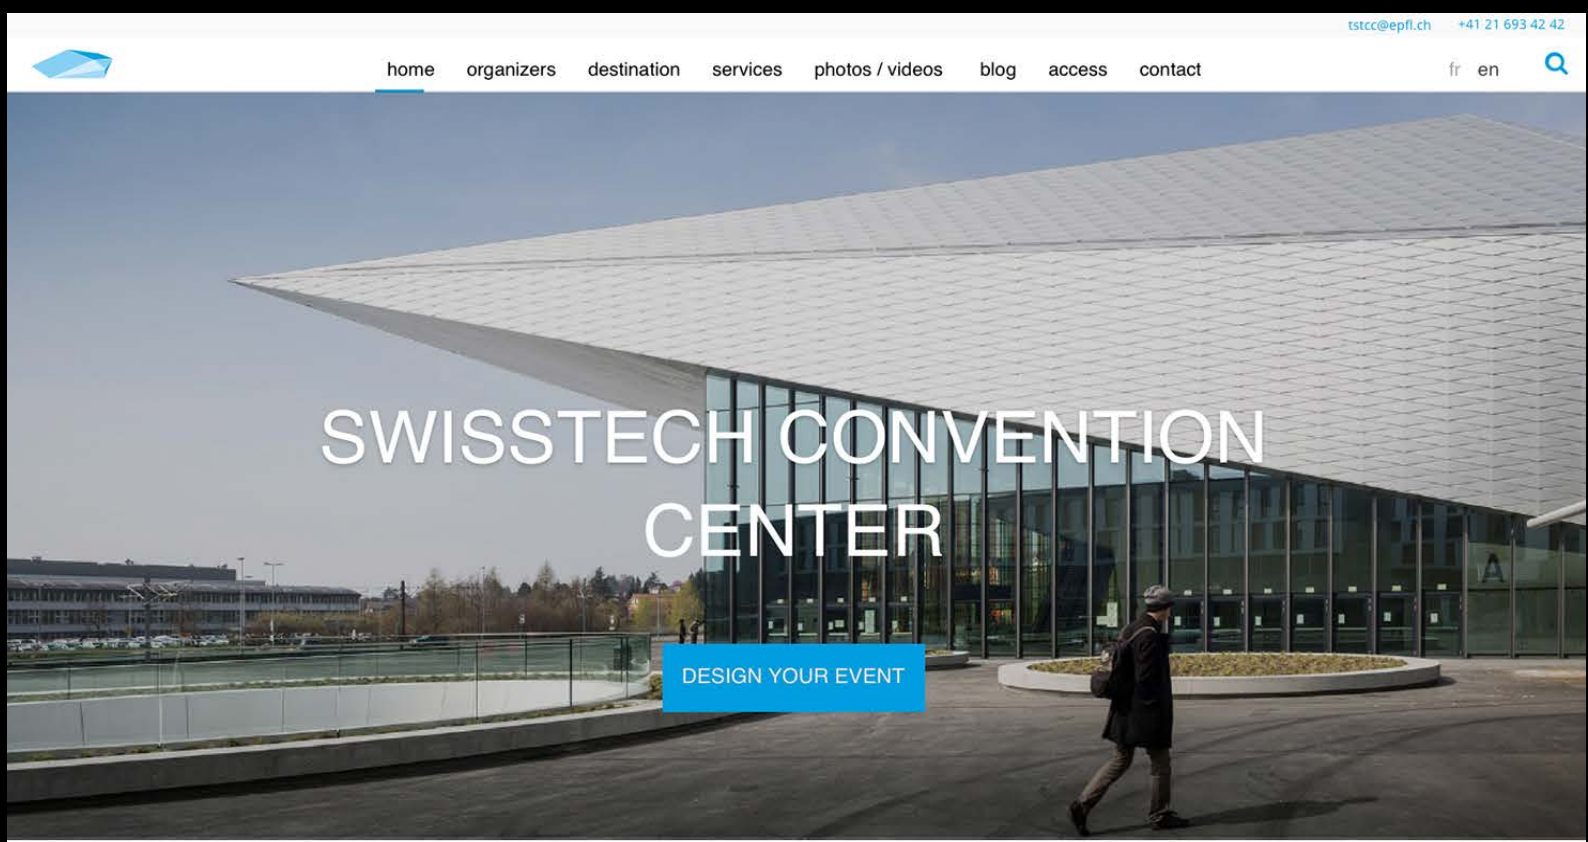 tstcc@epfl.ch +41 21 693 42 42
home organizers destination services photos / videos blog access contact fr en
SWISSTECH CONVENTION
CENTER
A
DESIGN YOUR EVENT